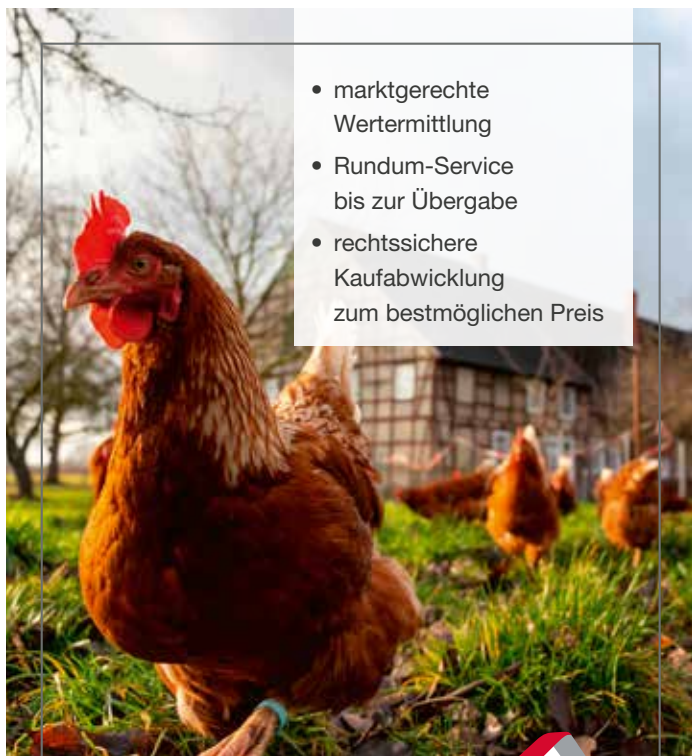 • marktgerechte
Wertermittlung
• Rundum-Service
bis zur Übergabe
• rechtssichere
Kaufabwicklung
zum bestmöglichen Preis